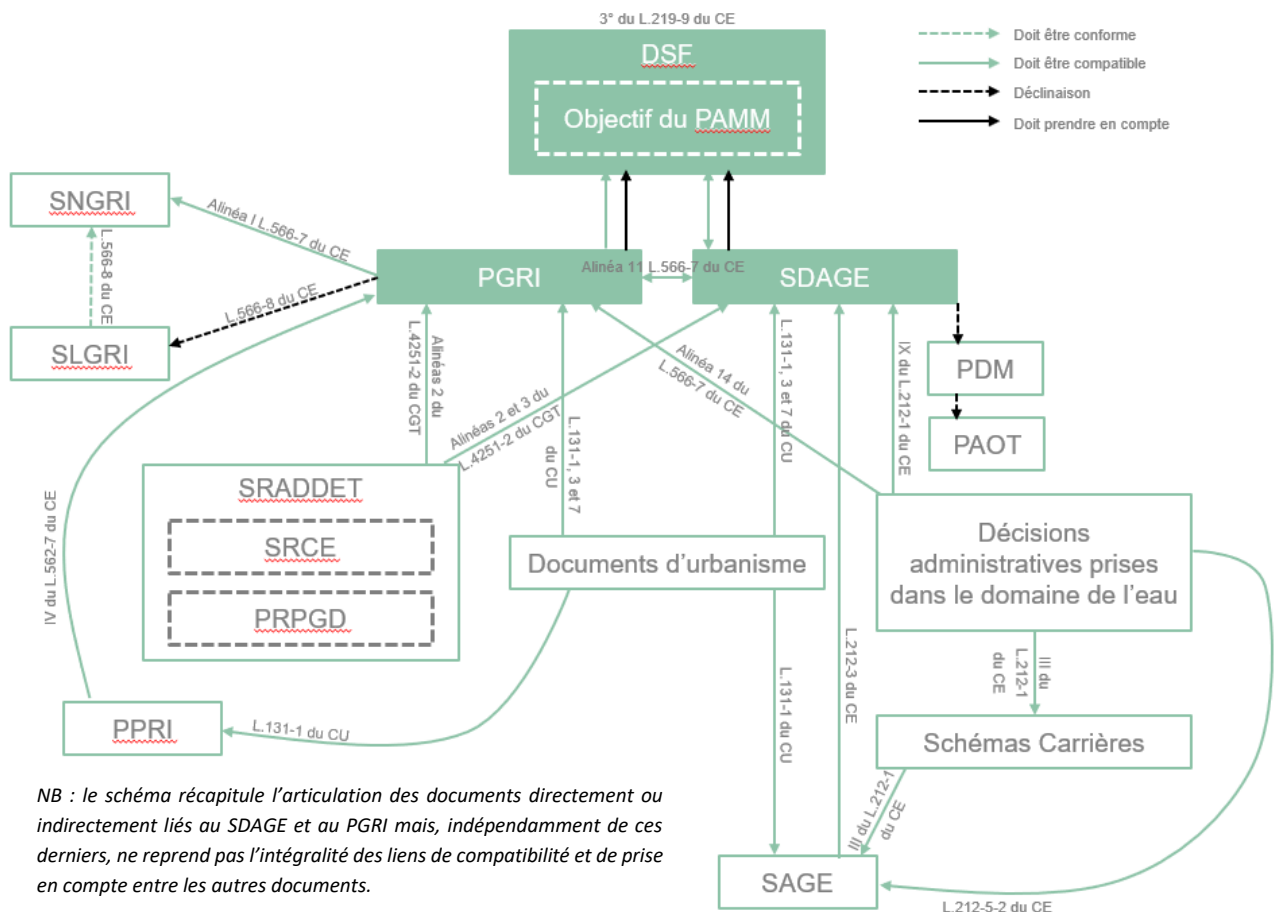 3° du L.219-9 du CE
DSF
Objectif du PAMM
Doit être conforme
Doit être compatible
Déclinaison
Doit prendre en compte
SNGRI
Alinéa I L.566-7 du CE
L.566-8 du CE
L.566-8 du CE
SLGRI
PGRI
Alinéa 11 L.566-7 du CE
SDAGE
PDM
PAOT
Alinéas 2 du
L.4251-2 du CGT
Alinéas 2 et 3 du
L.4251-2 du CGT
L.131-1, 3 et 7
du CU
Alinéa 14 du
L.566-7 du CE
L.131-1, 3 et 7 du CU
IX du L.212-1 du CE
IV du L.562-7 du CE
SRADDET
SRCE
PRPGD
Documents d’urbanisme
Décisions
administratives prises
dans le domaine de l’eau
L.212-3 du CE
III du
L.212-1
du CE
PPRI
L.131-1 du CU
L.131-1 du CU
Schémas Carrières
III du L.212-1
du CE
SAGE
L.212-5-2 du CE
NB : le schéma récapitule l’articulation des documents directement ou
indirectement liés au SDAGE et au PGRI mais, indépendamment de ces
derniers, ne reprend pas l’intégralité des liens de compatibilité et de prise
en compte entre les autres documents.